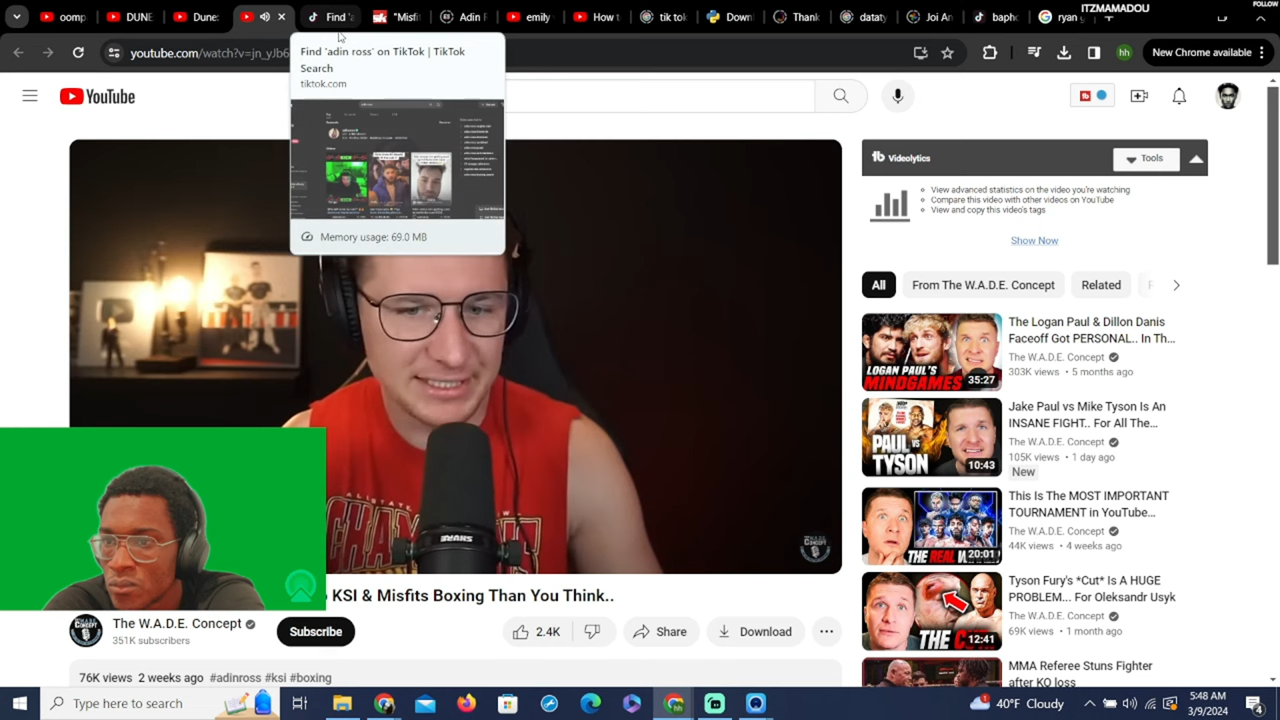 ITZMAMADOU
FOLLOW
oomp
DUNE
Dune:
Find 'a
"Misfi
Adin R
emily
How t
tik tok
Down
Thank
dataty
Joi An
bapho
ryan
youtube.com/watch?v=jn_yJb6
hh
New Chrome available
Find 'adin ross' on TikTok | TikTok
Search
tiktok.com
Memory usage: 69.0 MB
YouTube
Videolytics
Tools
View advanced statistics on the video you're watching
Compare this video with other videos on YouTube
View and copy this video's tags
Show Now
All
From The W.A.D.E. Concept
Related
The Logan Paul & Dillon Danis
Faceoff Got PERSONAL.. In Th...
The W.A.D.E. Concept
303K views • 5 months ago
LOGAN PAUL'S
MINDGAMES
35:27
Jake Paul vs Mike Tyson Is An
INSANE FIGHT.. For All The...
The W.A.D.E. Concept
105K views • 1 day ago
New
PAUL
VS
TYSON
10:43
This Is The MOST IMPORTANT
TOURNAMENT in YouTube...
The W.A.D.E. Concept
44K views • 4 weeks ago
THE REAL
20:01
Tyson Fury's *Cut* Is A HUGE
PROBLEM... For Oleksandr Usyk
The W.A.D.E. Concept
69K views • 1 month ago
THE
12:41
MMA Referee Stuns Fighter
after KO loss
KSI & Misfits Boxing Than You Think..
The W.A.D.E. Concept
351K subscribers
Subscribe
2.4K
Share
Download
76K views 2 weeks ago #adinross #ksi #boxing
Type here to search
40°F Cloudy
5:48 AM
3/9/2024
4